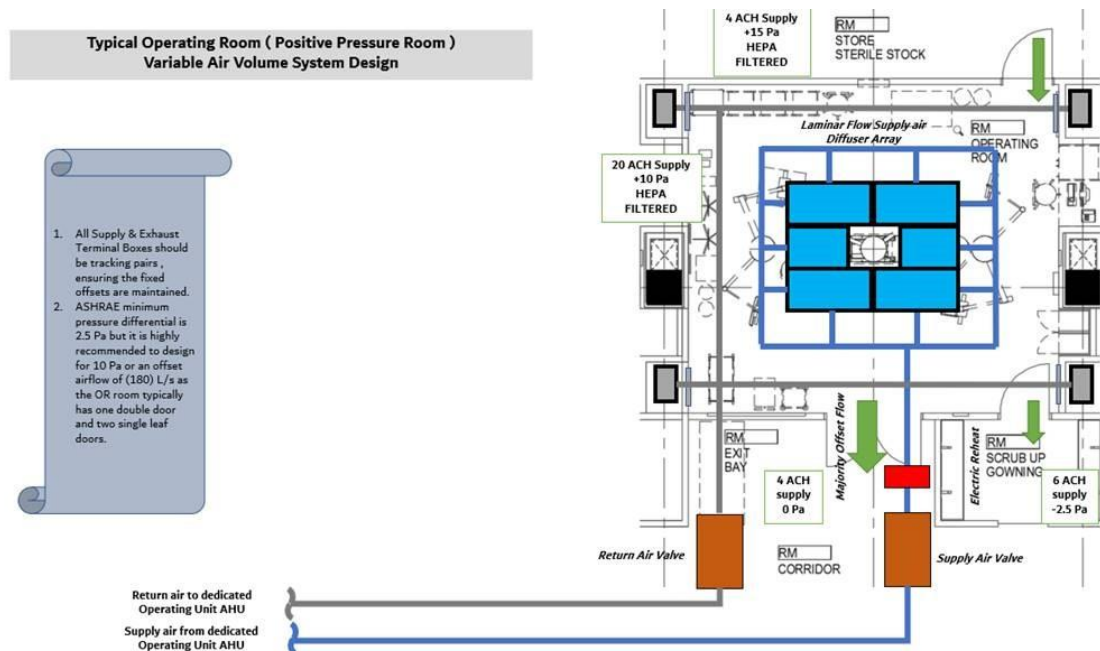 Typical Operating Room ( Positive Pressure Room )
Variable Air Volume System Design
1. All Supply & Exhaust
Terminal Boxes should
be tracking pairs ,
ensuring the fixed
offsets are maintained.
2. ASHRAE minimum
pressure differential is
2.5 Pa but it is highly
recommended to design
for 10 Pa or an offset
airflow of (180) L/s as
the OR room typically
has one double door
and two single leaf
doors.
4 ACH Supply
+15 Pa
HEPA
FILTERED
RM
STORE
STERILE STOCK
Laminar Flow Supply air
Diffuser Array
RM
OPERATING
ROOM
20 ACH Supply
+10 Pa
HEPA
FILTERED
RM
EXIT
BAY
4 ACH
supply
0 Pa
Majority Offset Flow
Electric Reheat
RM
SCRUB UP
GOWNING
6 ACH
supply
-2.5 Pa
Return Air Valve
RM
CORRIDOR
Supply Air Valve
Return air to dedicated
Operating Unit AHU
Supply air from dedicated
Operating Unit AHU